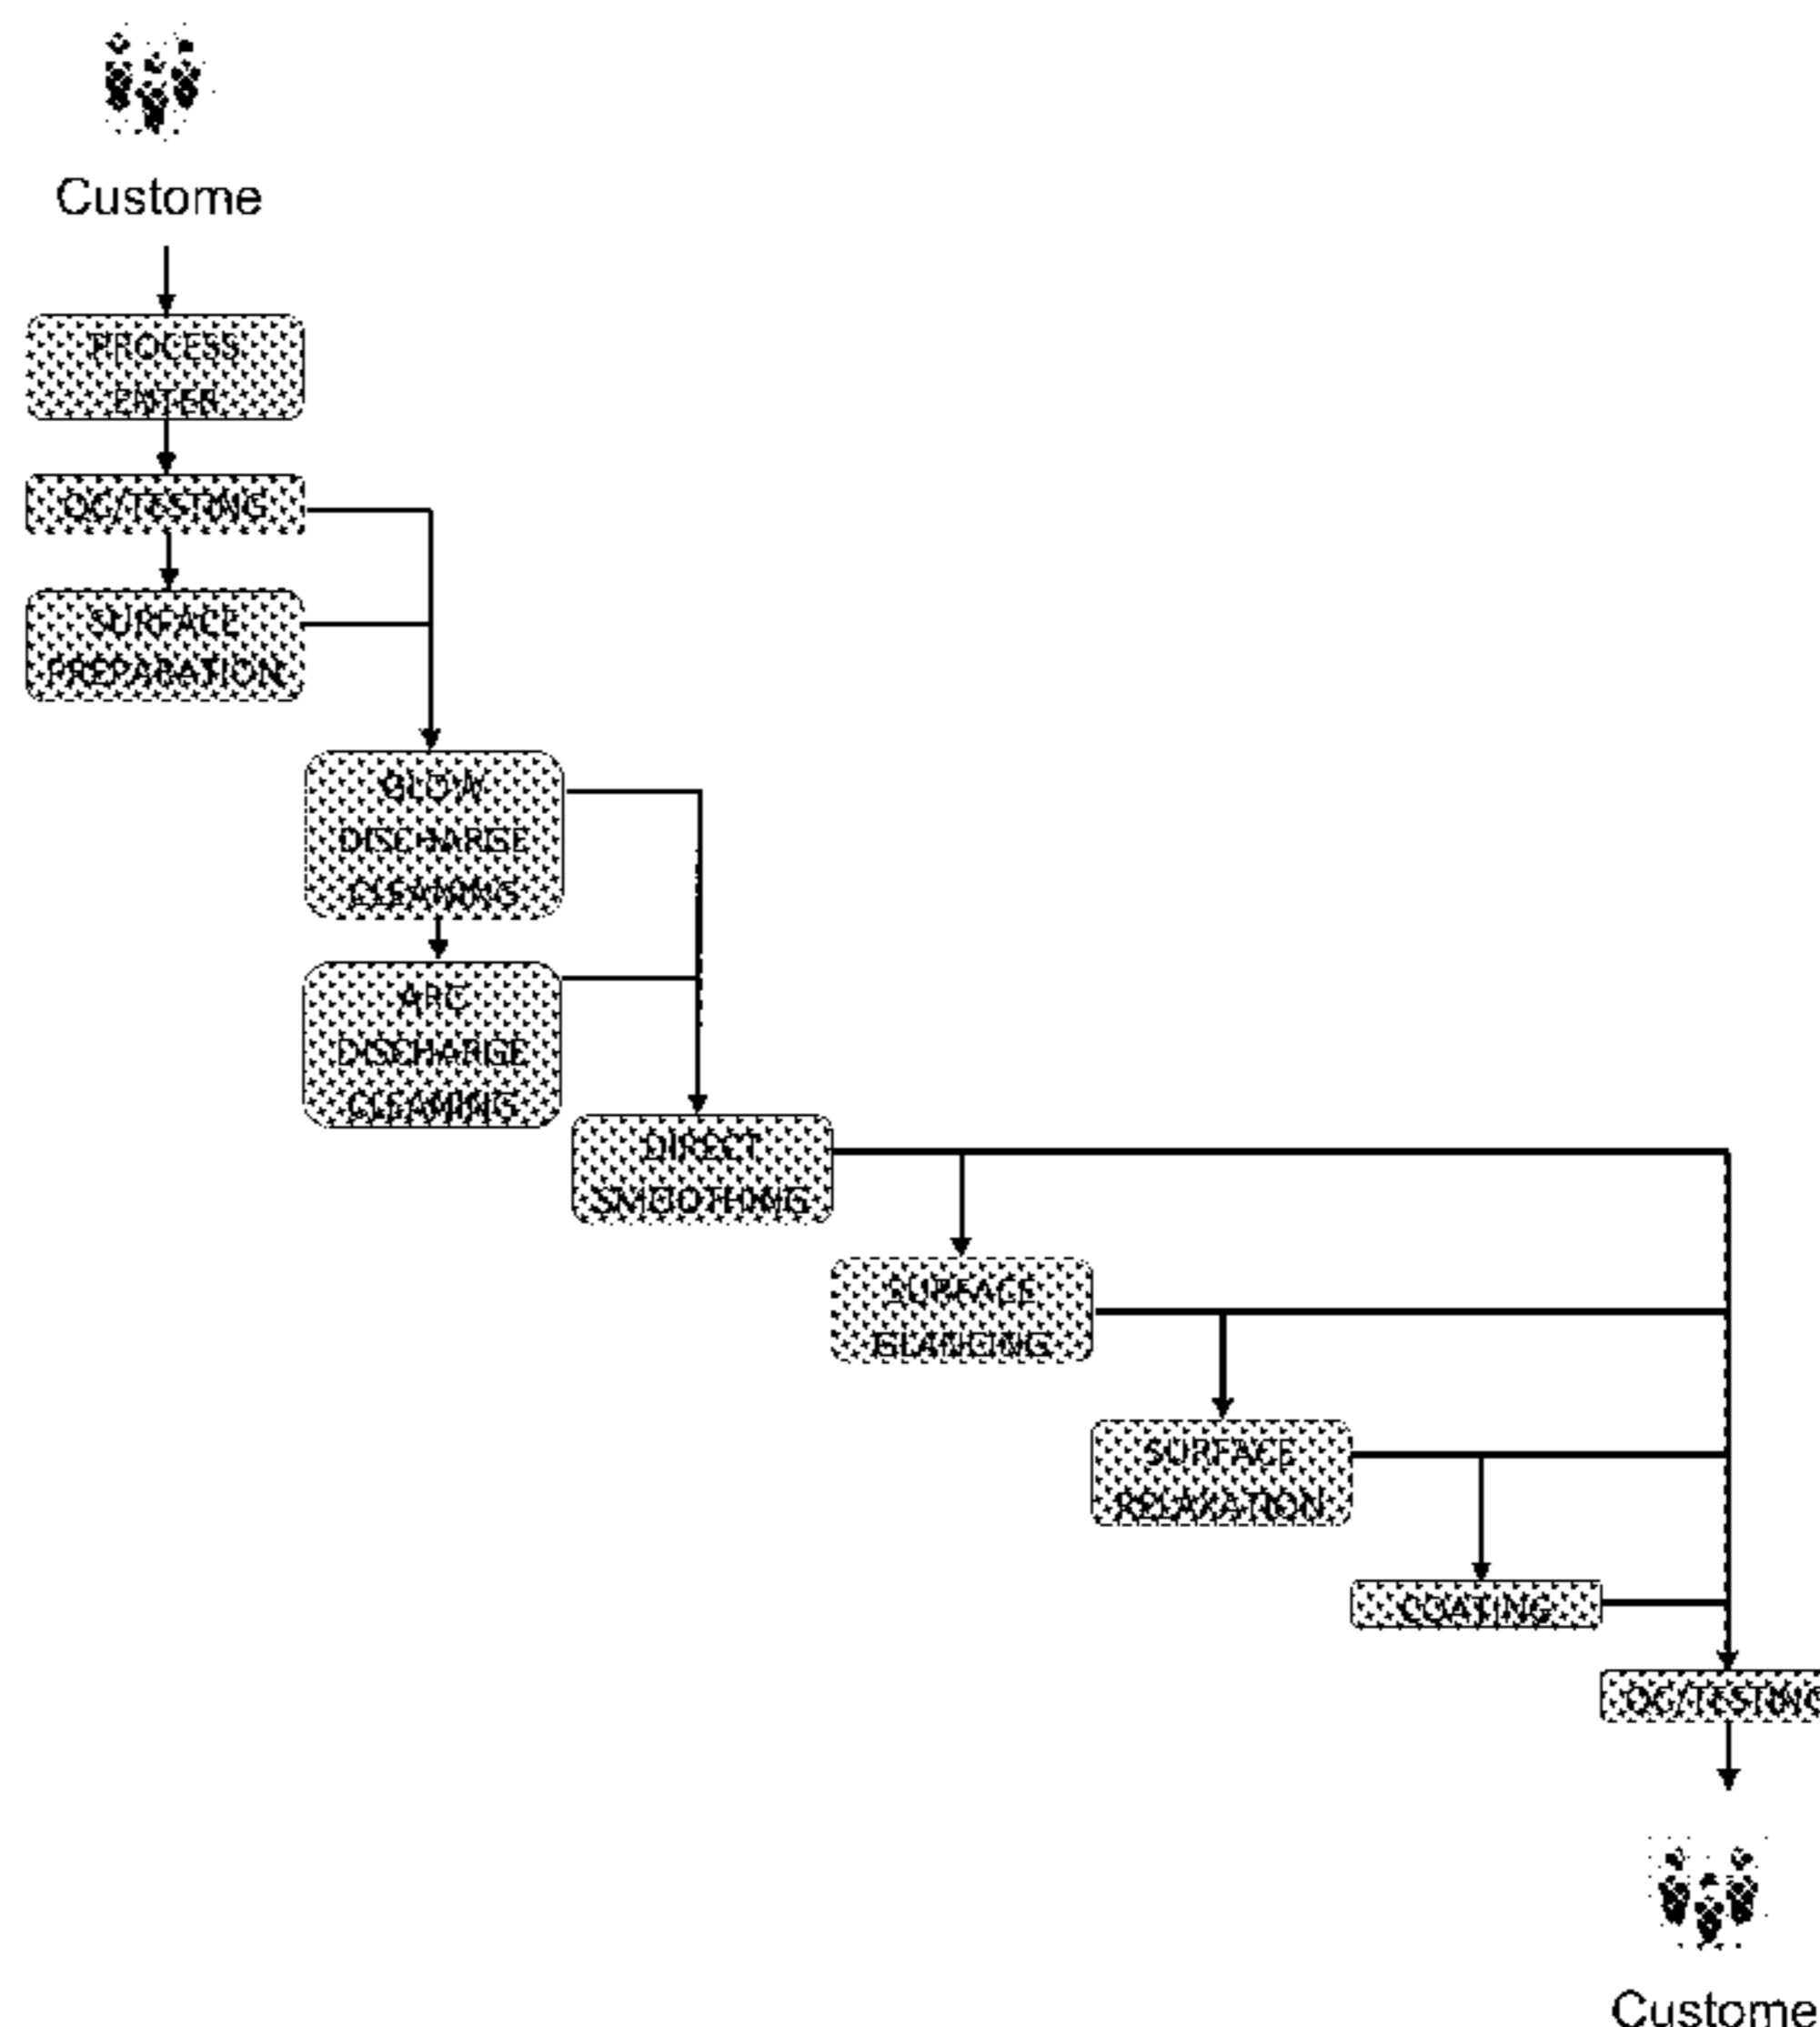 Custome
PROCESS
ENTER
QC/TESTING
SURFACE
PREPARATION
GLOW
DISCHARGE
CLEANING
ARC
DISCHARGE
CLEANING
DIRECT
SMOOTHING
SURFACE
GLANCING
SURFACE
RELAXATION
COATING
QC/TESTING
Custome